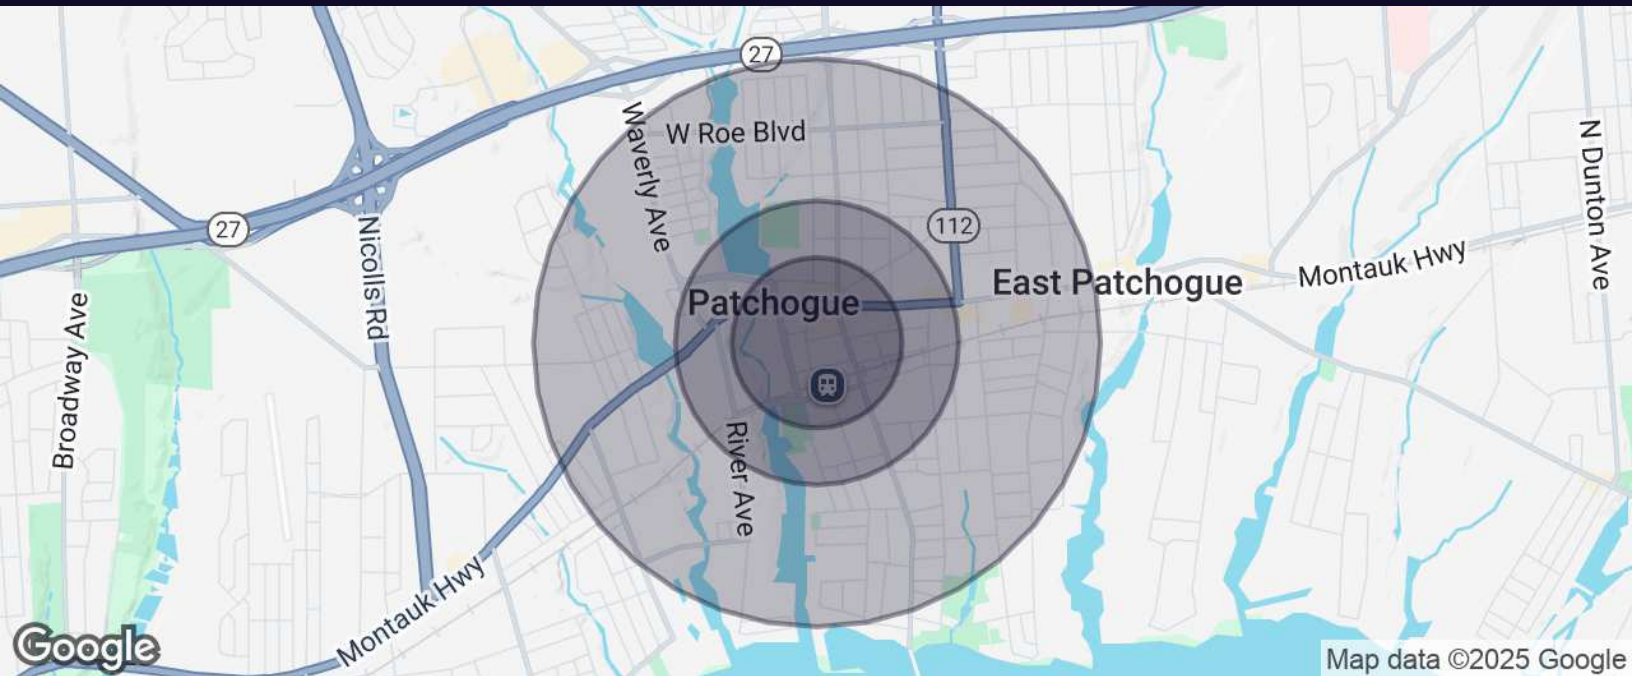 27
W Roe Blvd
Waverly Ave
N Dunton Ave
27
112
Nicolls Rd
Montauk Hwy
East Patchogue
Patchogue
Broadway Ave
River Ave
Montauk Hwy
Google
Map data ©2025 Google